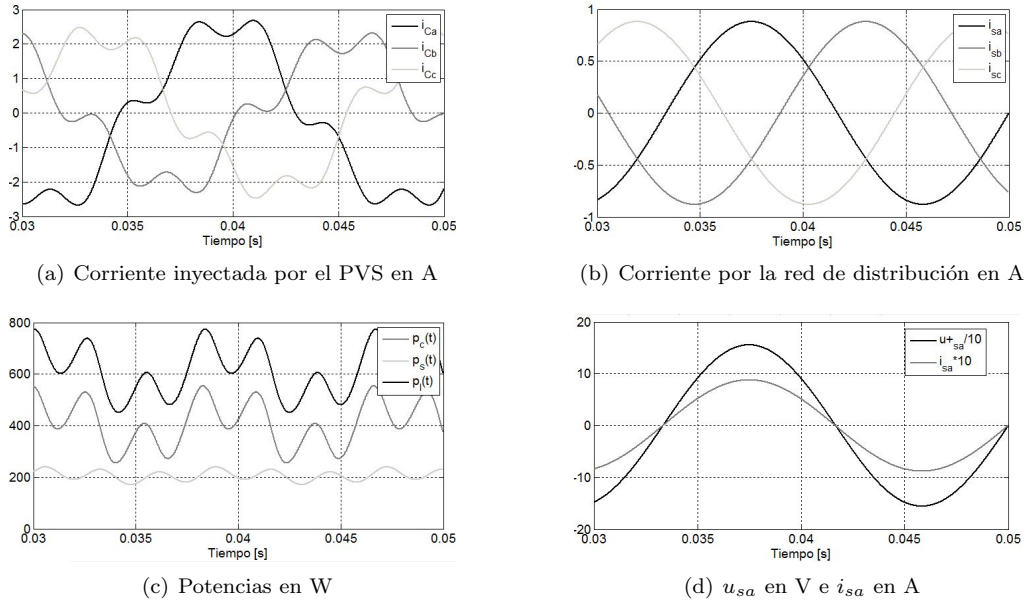 3
2
1
0
-1
-2
-3
0.03
0.035
0.04
0.045
0.05
Tiempo [s]
i_Ca
i_Cb
i_Cc
(a) Corriente inyectada por el PVS en A
1
0.5
0
-0.5
-1
0.03
0.035
0.04
0.045
0.05
Tiempo [s]
i_sa
i_sb
i_sc
(b) Corriente por la red de distribución en A
800
600
400
200
0
0.03
0.035
0.04
0.045
0.05
Tiempo [s]
p_c(t)
p_s(t)
p_l(t)
(c) Potencias en W
20
10
0
-10
-20
0.03
0.035
0.04
0.045
0.05
Tiempo [s]
u+_sa/10
i_sa*10
(d) u_sa en V e i_sa en A